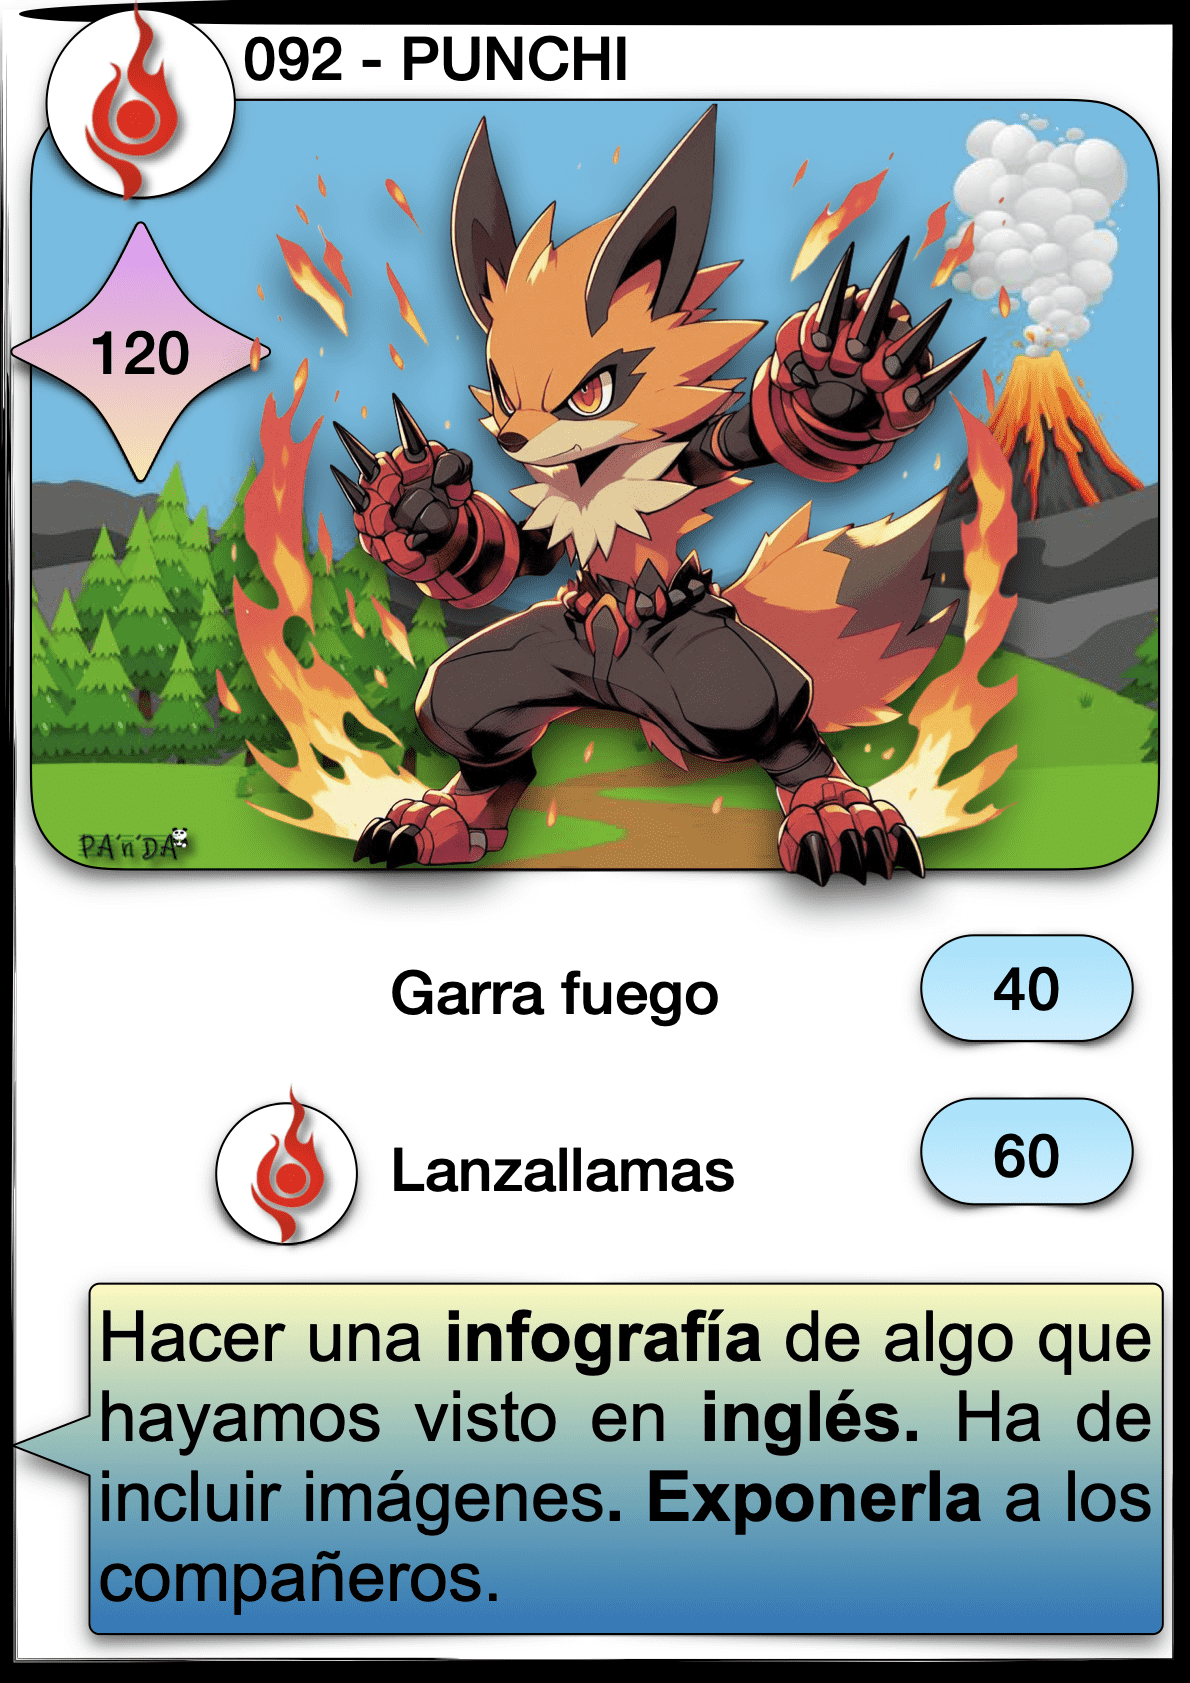 092 - PUNCHI
120
PA'n'DA
Garra fuego
40
Lanzallamas
60
Hacer una infografía de algo que
hayamos visto en inglés. Ha de
incluir imágenes. Exponerla a los
compañeros.